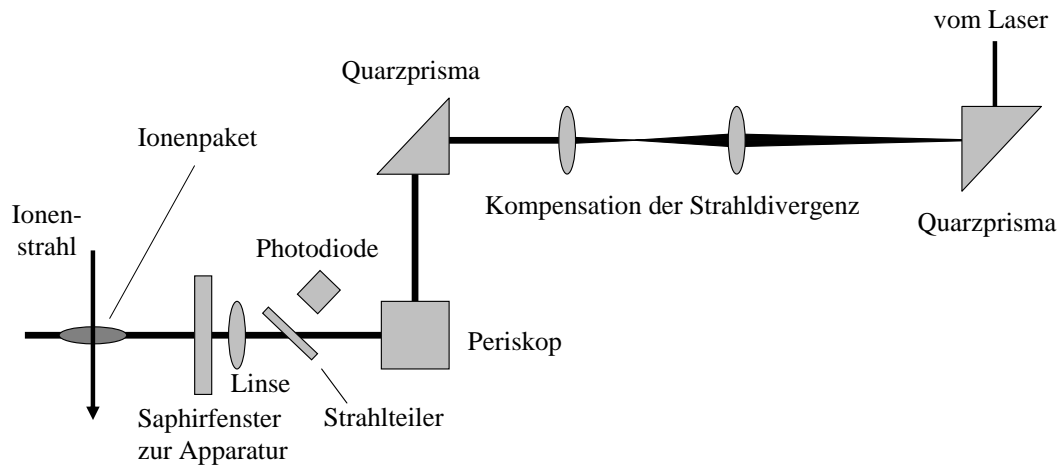 vom Laser
Quarzprisma
Ionenpaket
Kompensation der Strahldivergenz
Quarzprisma
Ionen-
strahl
Photodiode
Periskop
Linse
Saphirfenster
zur Apparatur
Strahlteiler